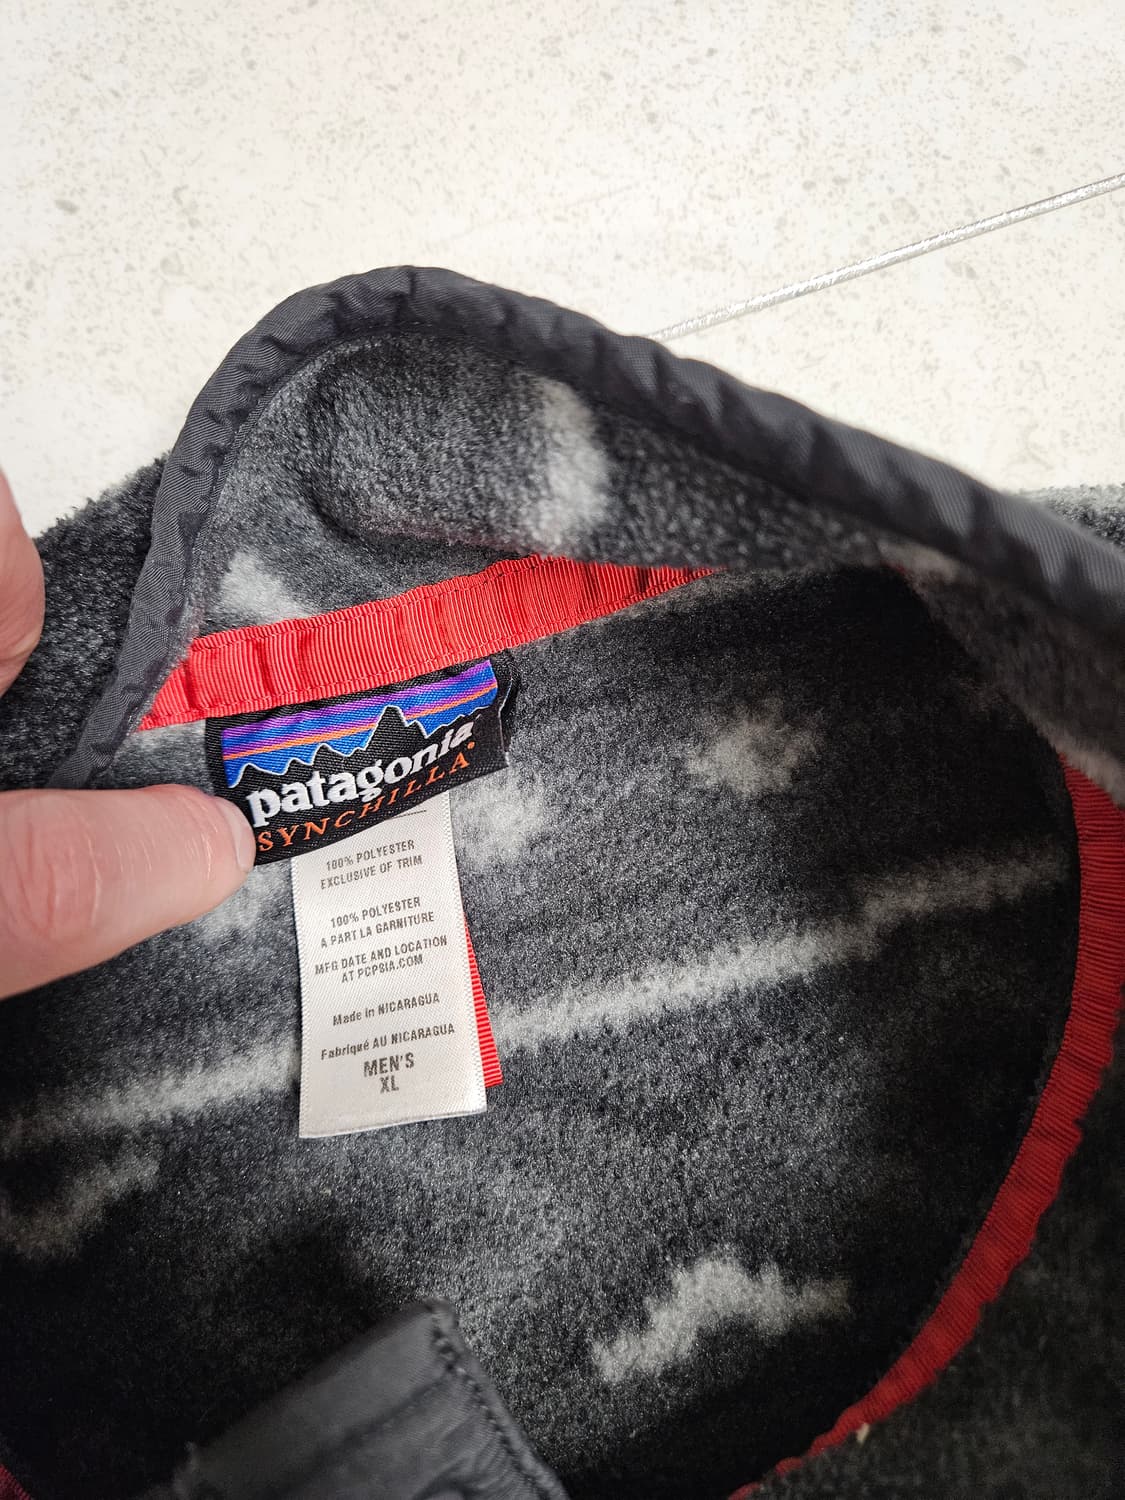 patagonia
SYNCHILLA®
100% POLYESTER
EXCLUSIVE OF TRIM
100% POLYESTER
A PART LA GARNITURE
MFG DATE AND LOCATION
AT PCPSIA.COM
Made in NICARAGUA
Fabriqué AU NICARAGUA
MEN'S
XL